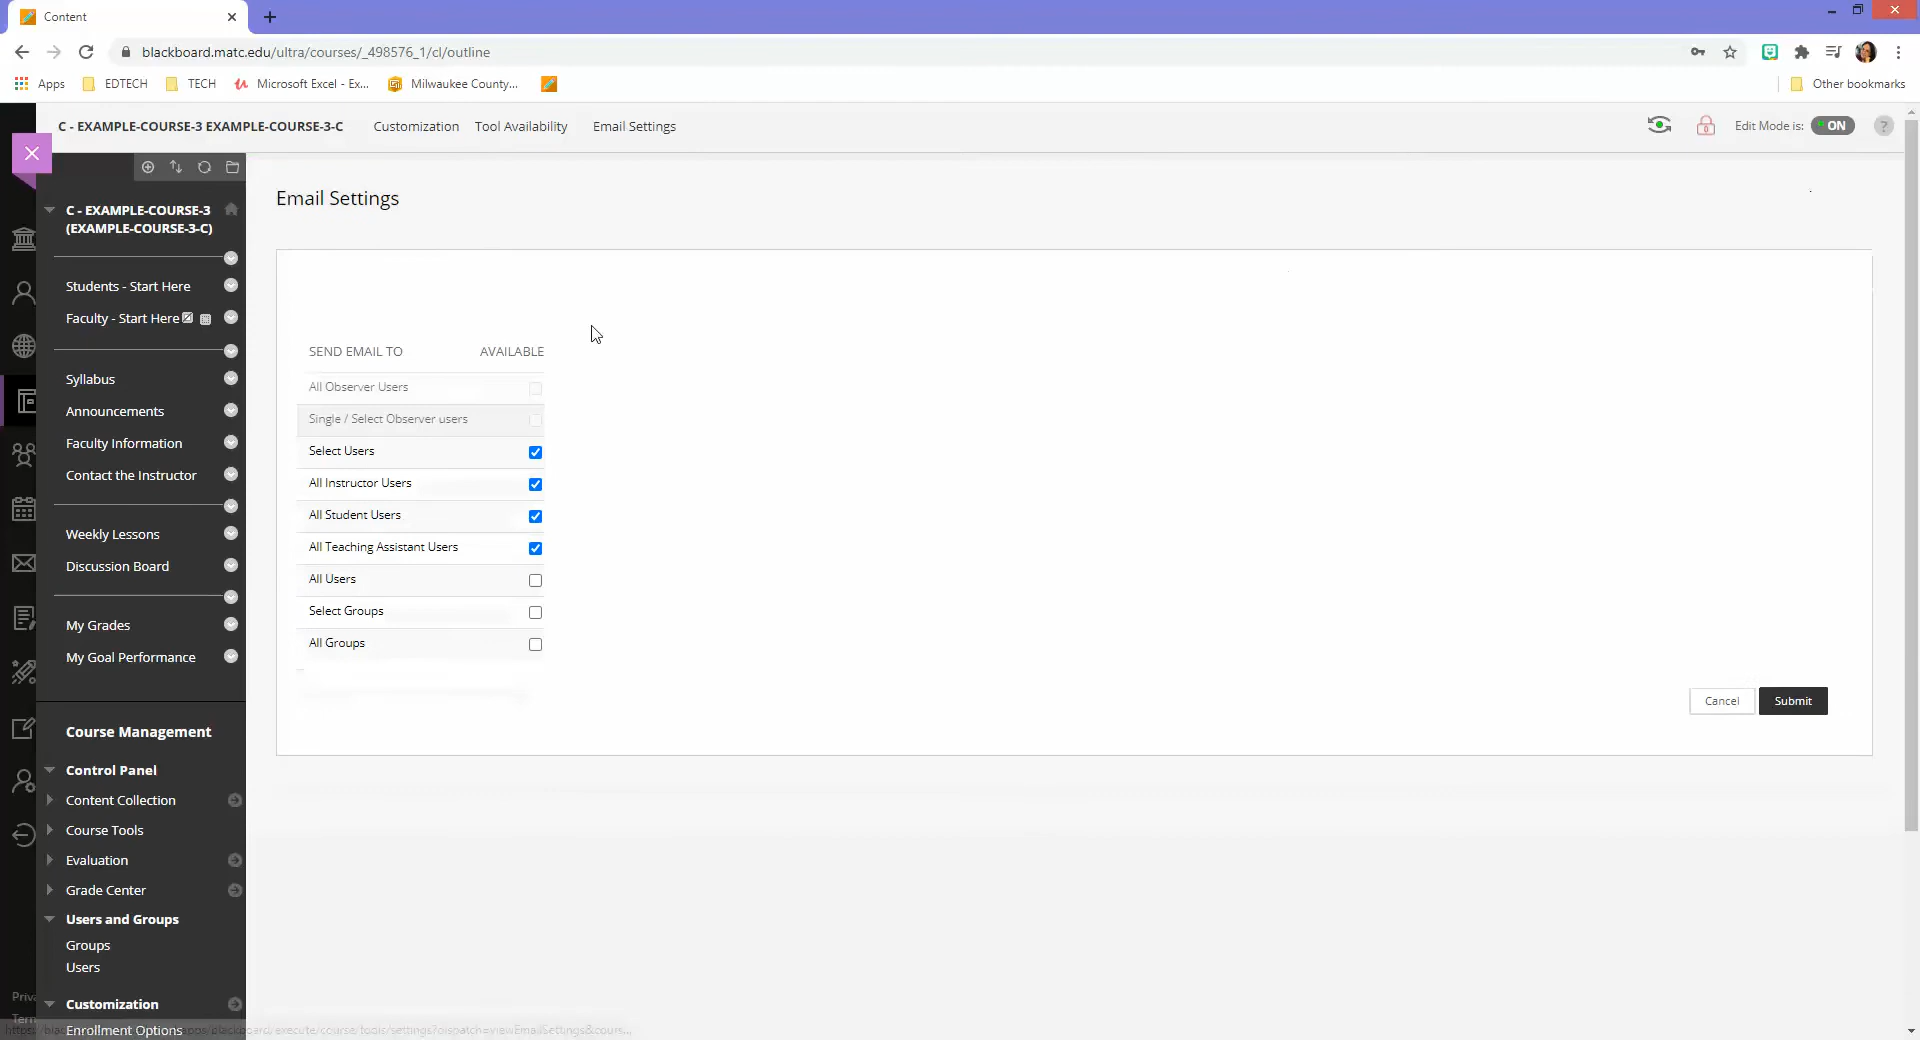 Content
blackboard.matc.edu/ultra/courses/_498576_1/cl/outline
Apps EDTECH TECH Microsoft Excel - Ex... Milwaukee County... Other bookmarks
C - EXAMPLE-COURSE-3 EXAMPLE-COURSE-3-C Customization Tool Availability Email Settings Edit Mode is: ON ?
Email Settings
C - EXAMPLE-COURSE-3
(EXAMPLE-COURSE-3-C)
Students - Start Here
Faculty - Start Here
Syllabus
Announcements
Faculty Information
Contact the Instructor
Weekly Lessons
Discussion Board
My Grades
My Goal Performance
Course Management
Control Panel
Content Collection
Course Tools
Evaluation
Grade Center
Users and Groups
Groups
Users
Customization
Enrollment Options
SEND EMAIL TO AVAILABLE
All Observer Users
Single / Select Observer users
Select Users
All Instructor Users
All Student Users
All Teaching Assistant Users
All Users
Select Groups
All Groups
Cancel Submit